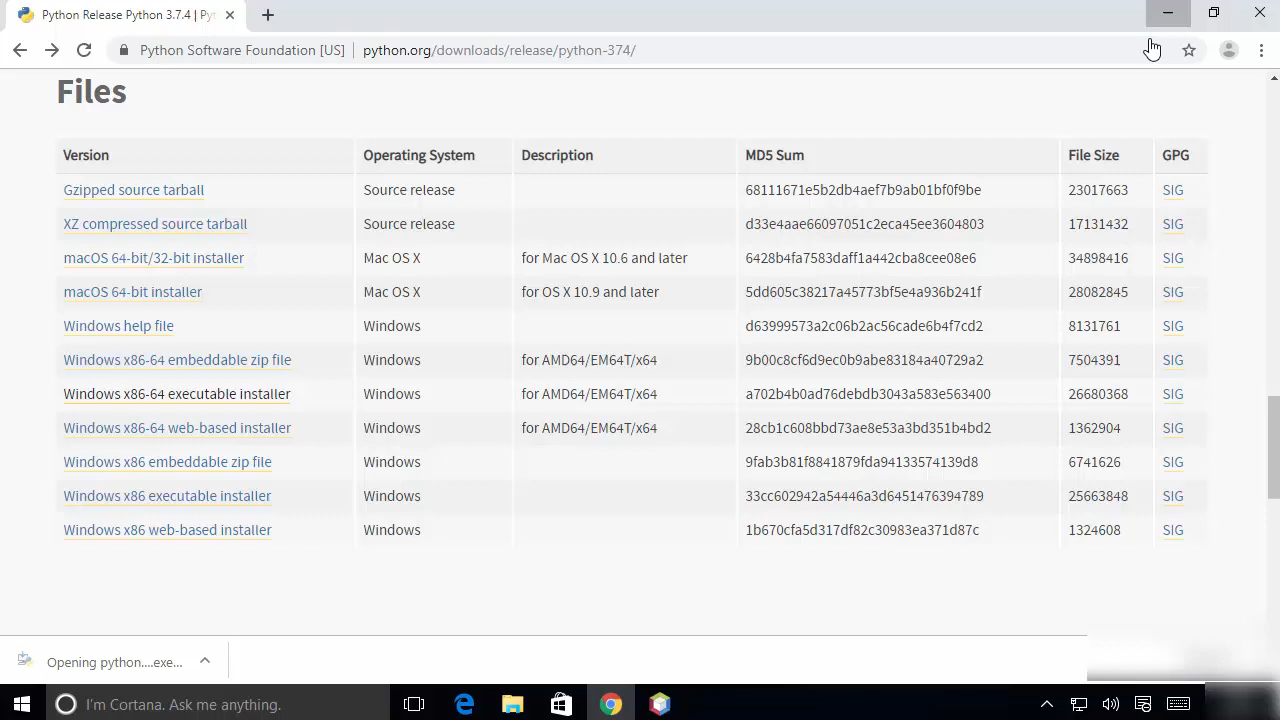 Python Release Python 3.7.4 | Pyt
Python Software Foundation [US] | python.org/downloads/release/python-374/
Files
Version Operating System Description MD5 Sum File Size GPG
Gzipped source tarball Source release 68111671e5b2db4aef7b9ab01bf0f9be 23017663 SIG
XZ compressed source tarball Source release d33e4aae66097051c2eca45ee3604803 17131432 SIG
macOS 64-bit/32-bit installer Mac OS X for Mac OS X 10.6 and later 6428b4fa7583daff1a442cba8cee08e6 34898416 SIG
macOS 64-bit installer Mac OS X for OS X 10.9 and later 5dd605c38217a45773bf5e4a936b241f 28082845 SIG
Windows help file Windows d63999573a2c06b2ac56cade6b4f7cd2 8131761 SIG
Windows x86-64 embeddable zip file Windows for AMD64/EM64T/x64 9b00c8cf6d9ec0b9abe83184a40729a2 7504391 SIG
Windows x86-64 executable installer Windows for AMD64/EM64T/x64 a702b4b0ad76debdb3043a583e563400 26680368 SIG
Windows x86-64 web-based installer Windows for AMD64/EM64T/x64 28cb1c608bbd73ae8e53a3bd351b4bd2 1362904 SIG
Windows x86 embeddable zip file Windows 9fab3b81f8841879fda94133574139d8 6741626 SIG
Windows x86 executable installer Windows 33cc602942a54446a3d6451476394789 25663848 SIG
Windows x86 web-based installer Windows 1b670cfa5d317df82c30983ea371d87c 1324608 SIG
Opening python....exe...
I'm Cortana. Ask me anything.